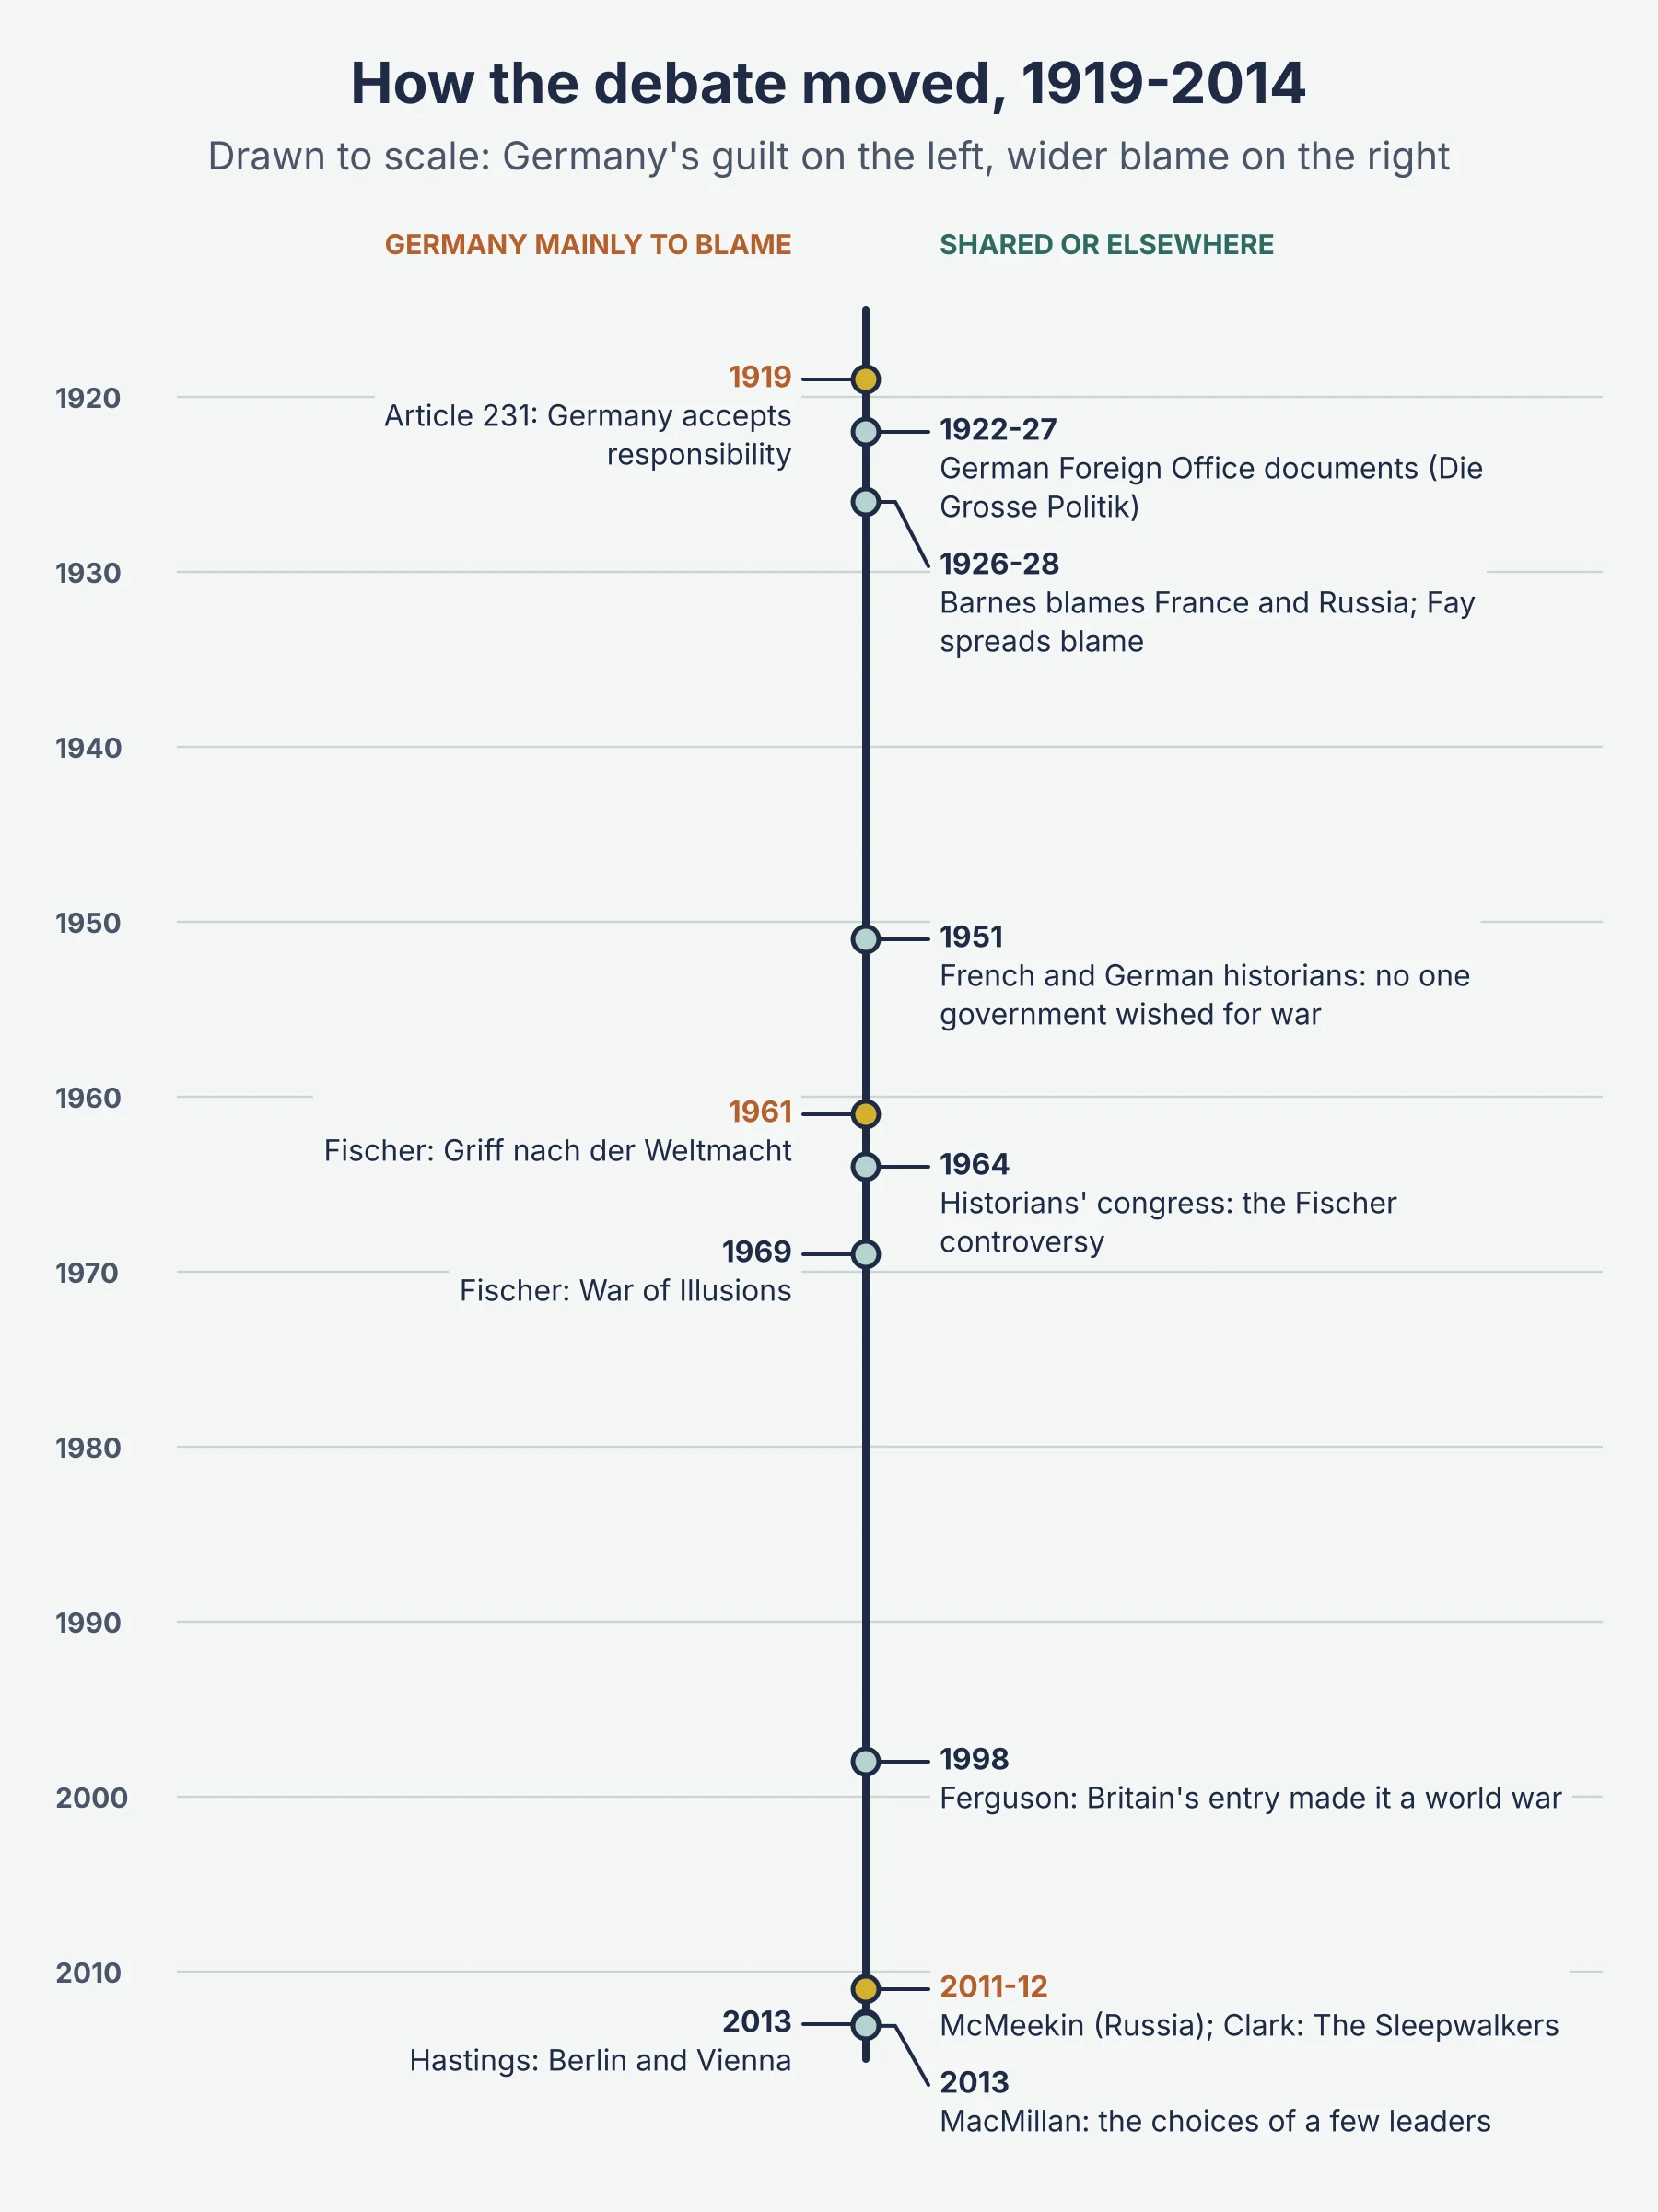 How the debate moved, 1919-2014
Drawn to scale: Germany's guilt on the left, wider blame on the right
GERMANY MAINLY TO BLAME
SHARED OR ELSEWHERE
1919
1920
Article 231: Germany accepts
responsibility
1922-27
German Foreign Office documents (Die
Grosse Politik)
1926-28
1930
Barnes blames France and Russia; Fay
spreads blame
1940
1950
1951
French and German historians: no one
government wished for war
1960
1961
Fischer: Griff nach der Weltmacht
1964
Historians' congress: the Fischer
controversy
1969
1970
Fischer: War of Illusions
1980
1990
1998
2000
Ferguson: Britain's entry made it a world war
2010
2011-12
McMeekin (Russia); Clark: The Sleepwalkers
2013
Hastings: Berlin and Vienna
2013
MacMillan: the choices of a few leaders